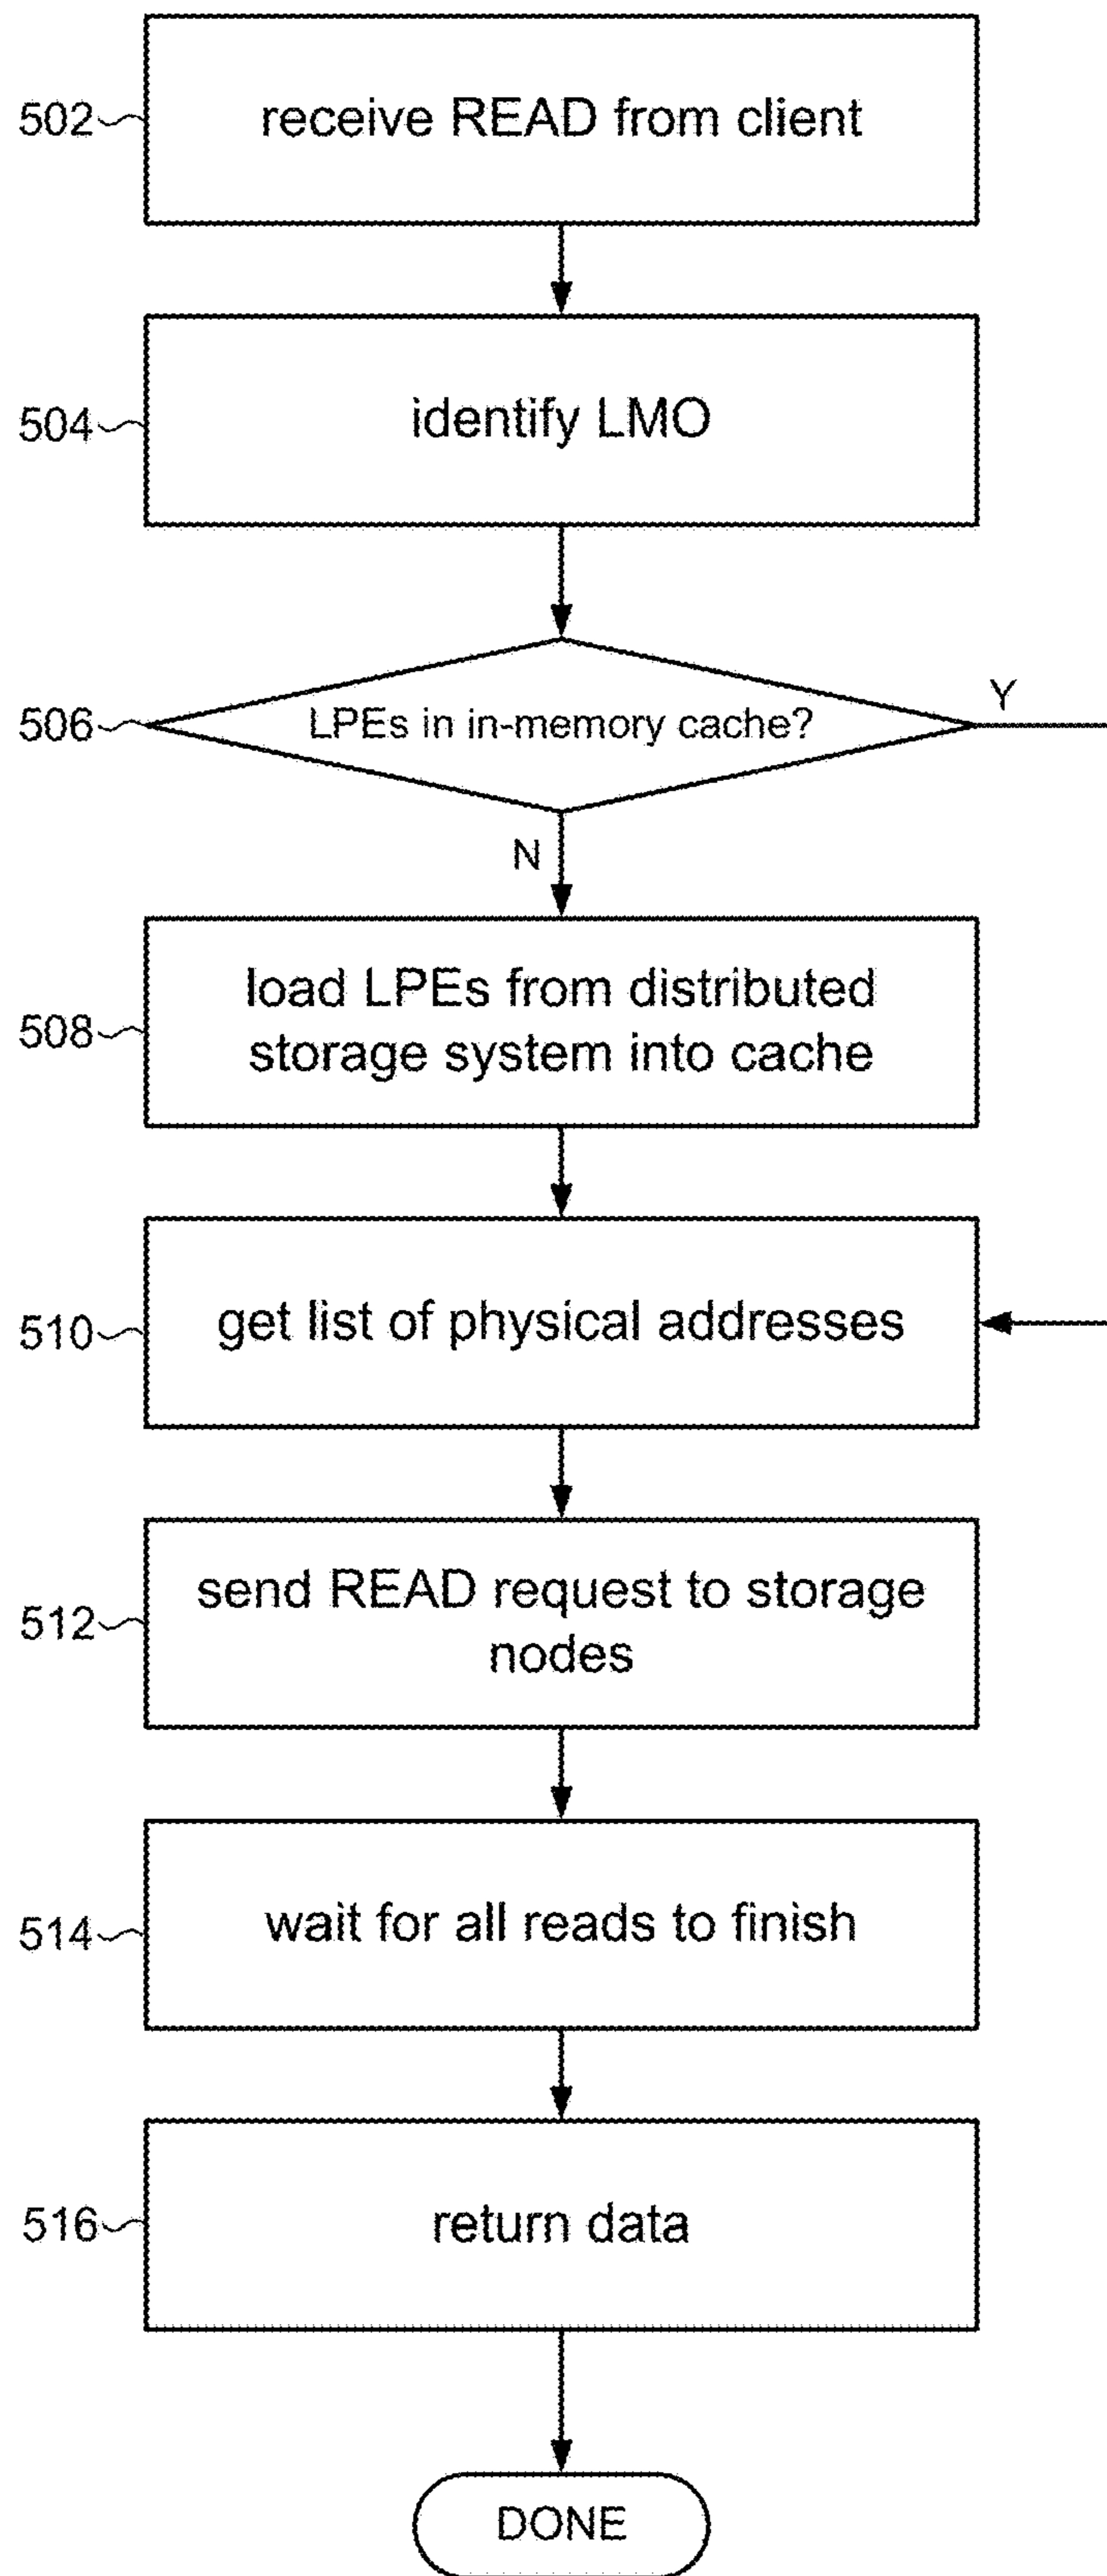 502
receive READ from client
504
identify LMO
506
LPEs in in-memory cache?
Y
N
508
load LPEs from distributed
storage system into cache
510
get list of physical addresses
512
send READ request to storage
nodes
514
wait for all reads to finish
516
return data
DONE